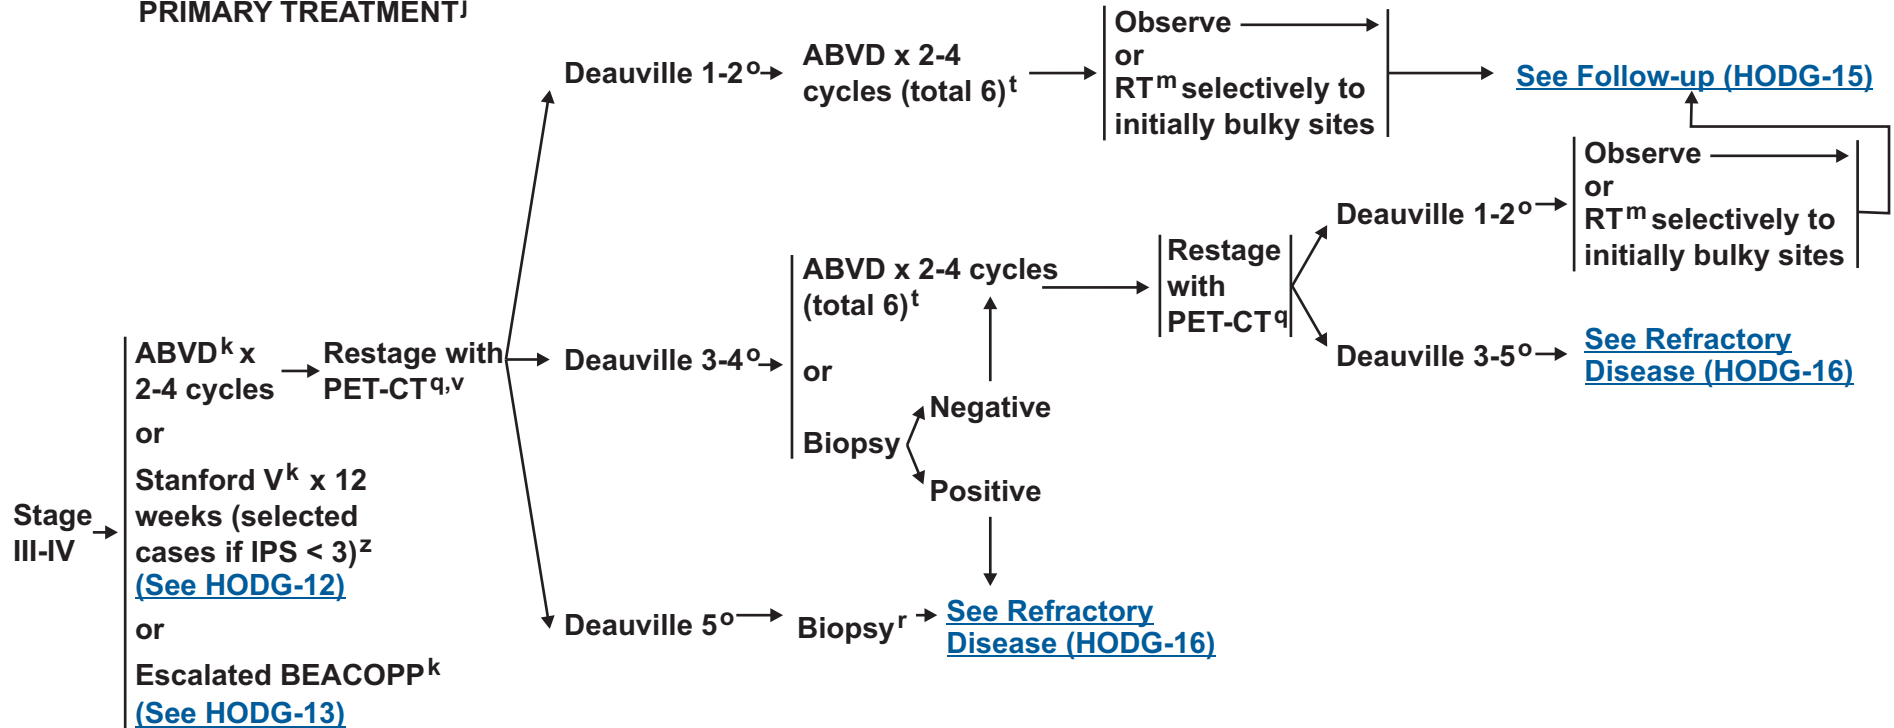 PRIMARY TREATMENTj
Stage
III-IV
ABVDk x
2-4 cycles
or
Stanford Vk x 12
weeks (selected
cases if IPS < 3)z
(See HODG-12)
or
Escalated BEACOPPk
(See HODG-13)
Restage with
PET-CTq,v
Deauville 1-2o
ABVD x 2-4
cycles (total 6)t
Observe
or
RTm selectively to
initially bulky sites
See Follow-up (HODG-15)
Deauville 3-4o
ABVD x 2-4 cycles
(total 6)t
or
Biopsy
Negative
Positive
Restage
with
PET-CTq
Deauville 1-2o
Observe
or
RTm selectively to
initially bulky sites
Deauville 3-5o
See Refractory
Disease (HODG-16)
Deauville 5o
Biopsyr
See Refractory
Disease (HODG-16)